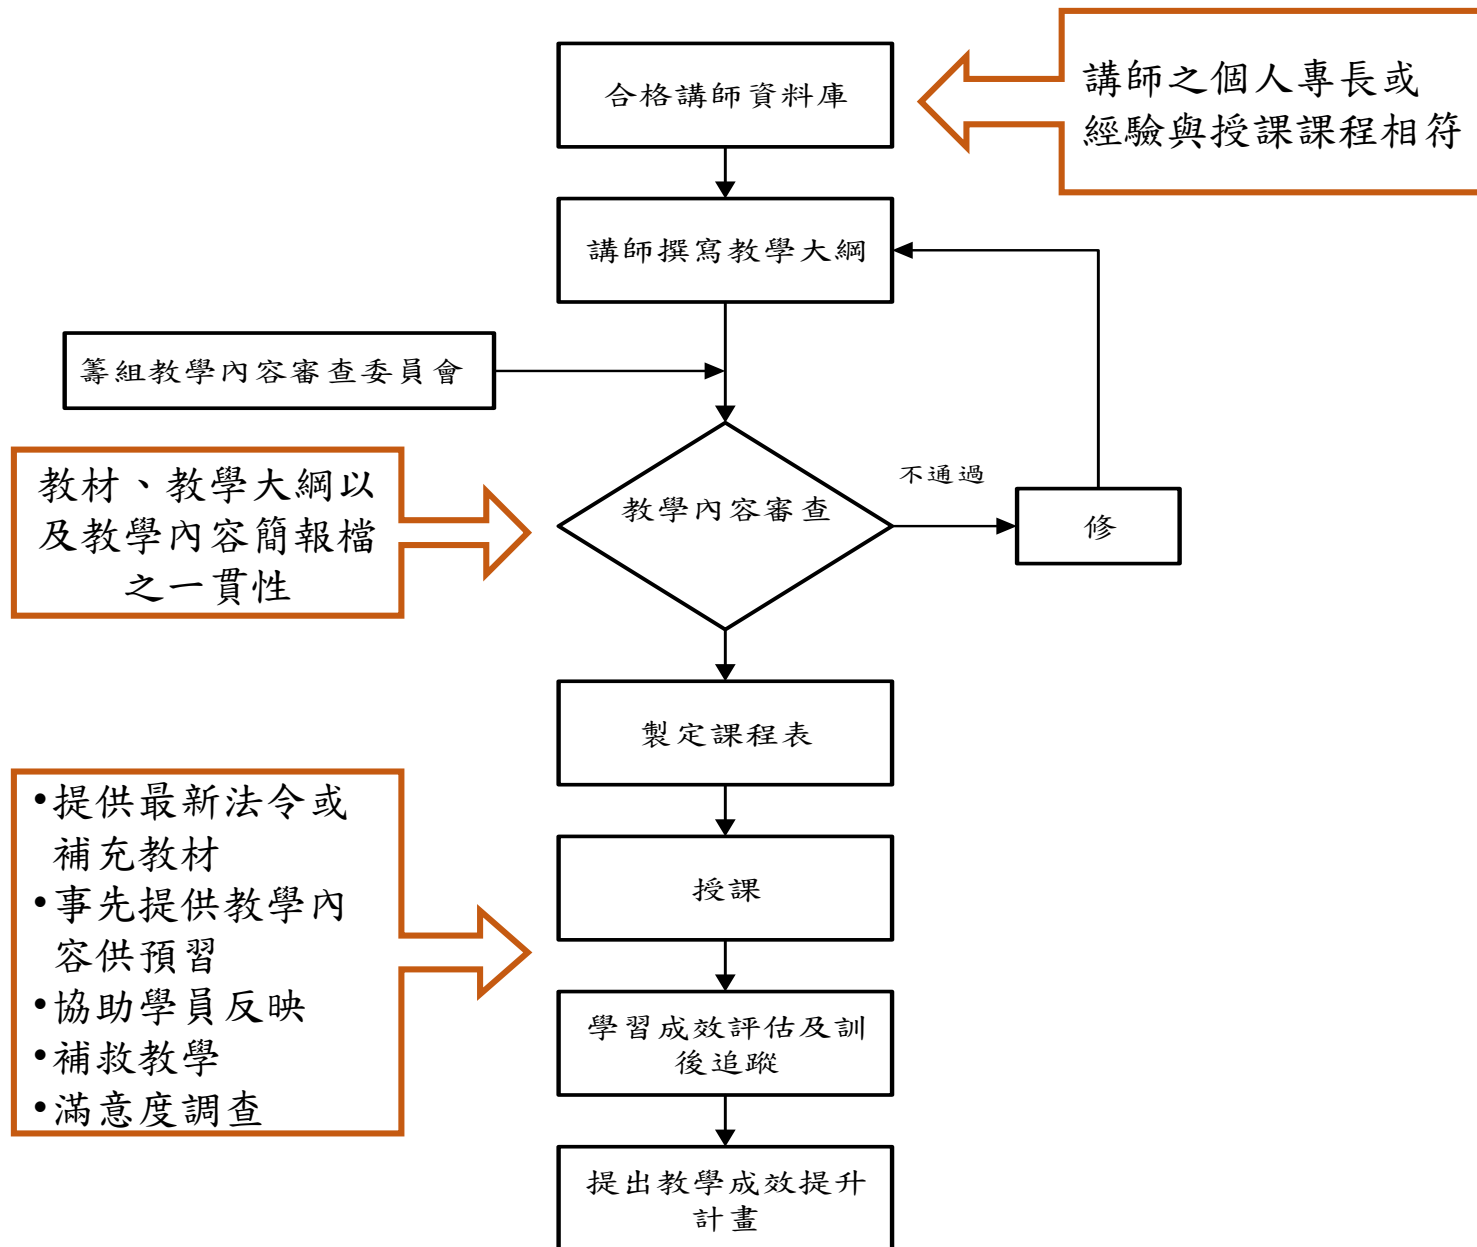 合格講師資料庫
講師之個人專長或
經驗與授課課程相符
講師撰寫教學大綱
籌組教學內容審查委員會
教材、教學大綱以
及教學內容簡報檔
之一貫性
教學內容審查
不通過
修
製定課程表
•提供最新法令或
補充教材
•事先提供教學內
容供預習
•協助學員反映
•補救教學
•滿意度調查
授課
學習成效評估及訓
後追蹤
提出教學成效提升
計畫